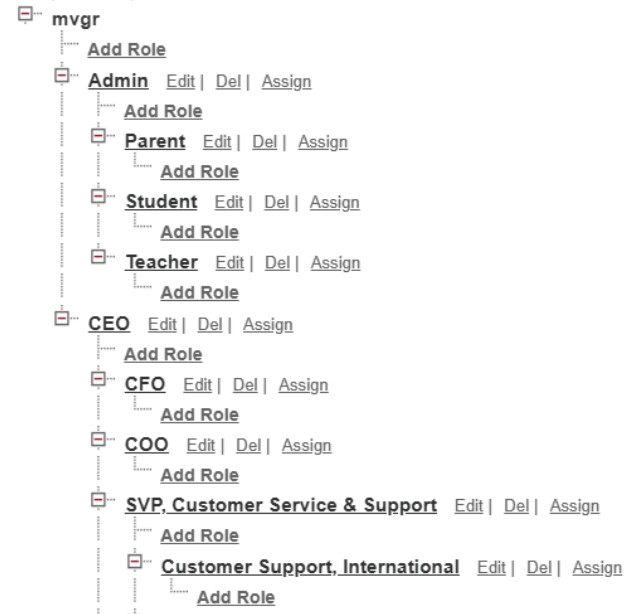 mvgr
Add Role
Admin Edit | Del | Assign
Add Role
Parent Edit | Del | Assign
Add Role
Student Edit | Del | Assign
Add Role
Teacher Edit | Del | Assign
Add Role
CEO Edit | Del | Assign
Add Role
CFO Edit | Del | Assign
Add Role
COO Edit | Del | Assign
Add Role
SVP, Customer Service & Support Edit | Del | Assign
Add Role
Customer Support, International Edit | Del | Assign
Add Role